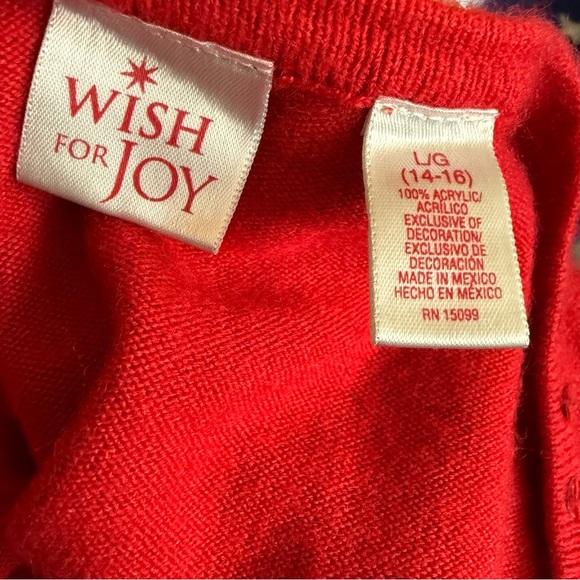 WISH
FOR JOY
L/G
(14-16)
100% ACRYLIC/
ACRÍLICO
EXCLUSIVE OF
DECORATION/
EXCLUSIVO DE
DECORACIÓN
MADE IN MEXICO
HECHO EN MÉXICO
RN 15099